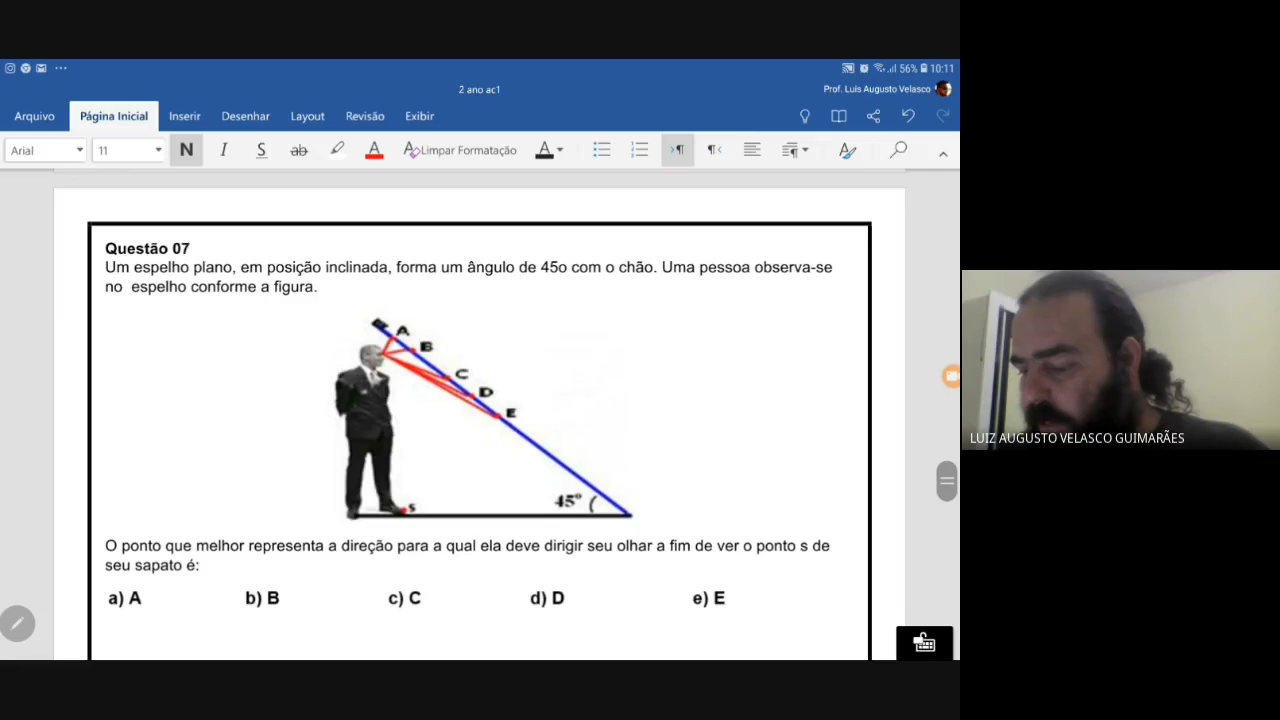 56% 10:11
2 ano ac1
Prof. Luis Augusto Velasco
Arquivo Página Inicial Inserir Desenhar Layout Revisão Exibir
Arial 11 N I S ab A Limpar Formatação A
Questão 07
Um espelho plano, em posição inclinada, forma um ângulo de 45o com o chão. Uma pessoa observa-se
no espelho conforme a figura.
A
B
C
D
E
45º
s
O ponto que melhor representa a direção para a qual ela deve dirigir seu olhar a fim de ver o ponto s de
seu sapato é:
a) A b) B c) C d) D e) E
LUIZ AUGUSTO VELASCO GUIMARÃES